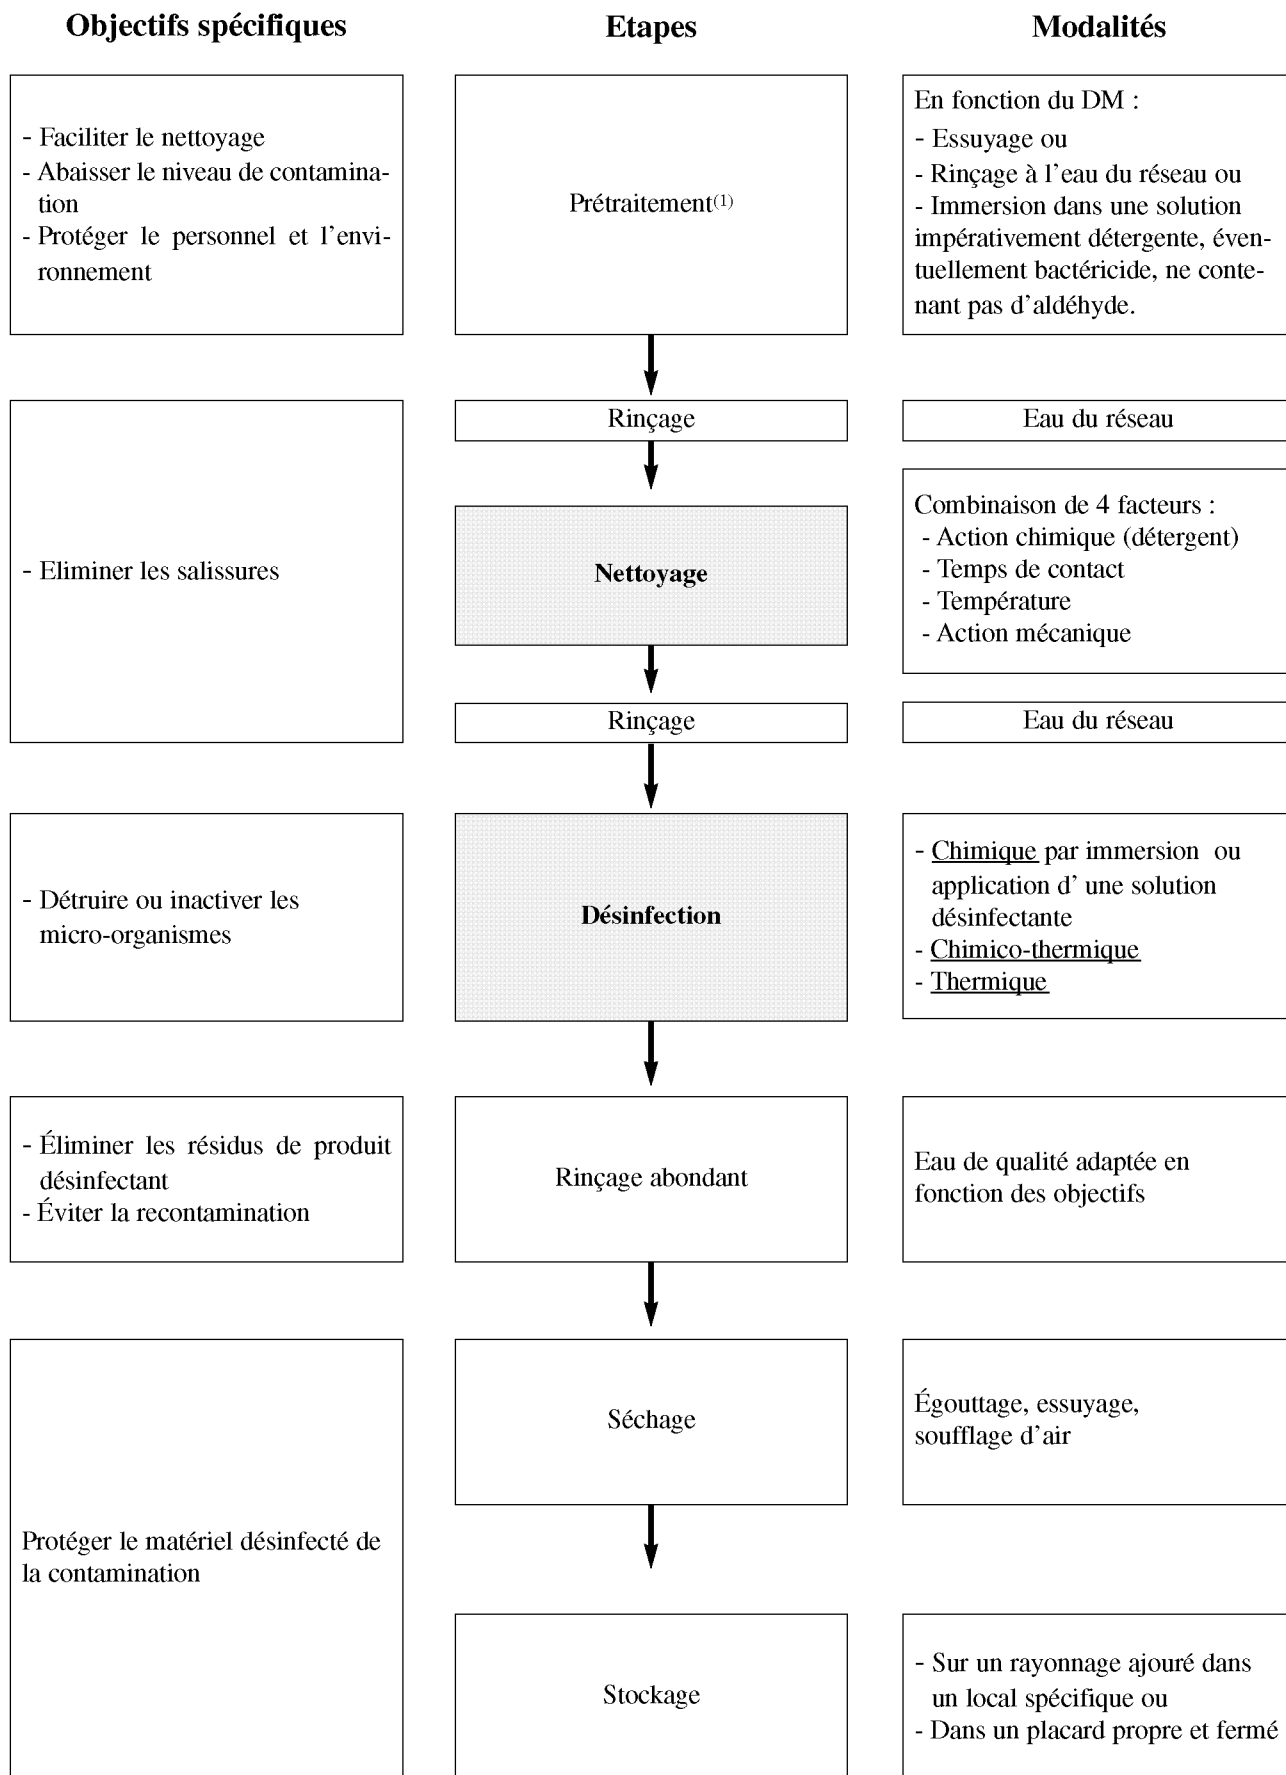 Objectifs spécifiques
Etapes
Modalités
- Faciliter le nettoyage
- Abaisser le niveau de contamina-
tion
- Protéger le personnel et l'envi-
ronnement
Prétraitement(1)
En fonction du DM :
- Essuyage ou
- Rinçage à l'eau du réseau ou
- Immersion dans une solution
impérativement détergente, éven-
tuellement bactéricide, ne conte-
nant pas d'aldéhyde.
- Eliminer les salissures
Rinçage
Eau du réseau
Nettoyage
Combinaison de 4 facteurs :
- Action chimique (détergent)
- Temps de contact
- Température
- Action mécanique
Rinçage
Eau du réseau
- Détruire ou inactiver les
micro-organismes
Désinfection
- Chimique par immersion ou
application d' une solution
désinfectante
- Chimico-thermique
- Thermique
- Éliminer les résidus de produit
désinfectant
- Éviter la recontamination
Rinçage abondant
Eau de qualité adaptée en
fonction des objectifs
Protéger le matériel désinfecté de
la contamination
Séchage
Égouttage, essuyage,
soufflage d'air
Stockage
- Sur un rayonnage ajouré dans
un local spécifique ou
- Dans un placard propre et fermé